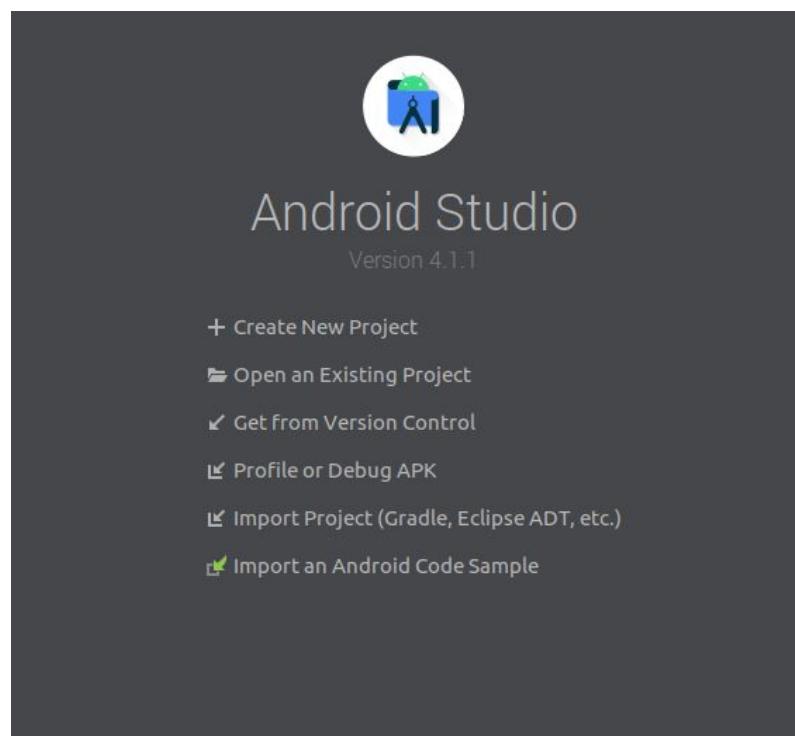 Android Studio
Version 4.1.1
Create New Project
Open an Existing Project
Get from Version Control
Profile or Debug APK
Import Project (Gradle, Eclipse ADT, etc.)
Import an Android Code Sample